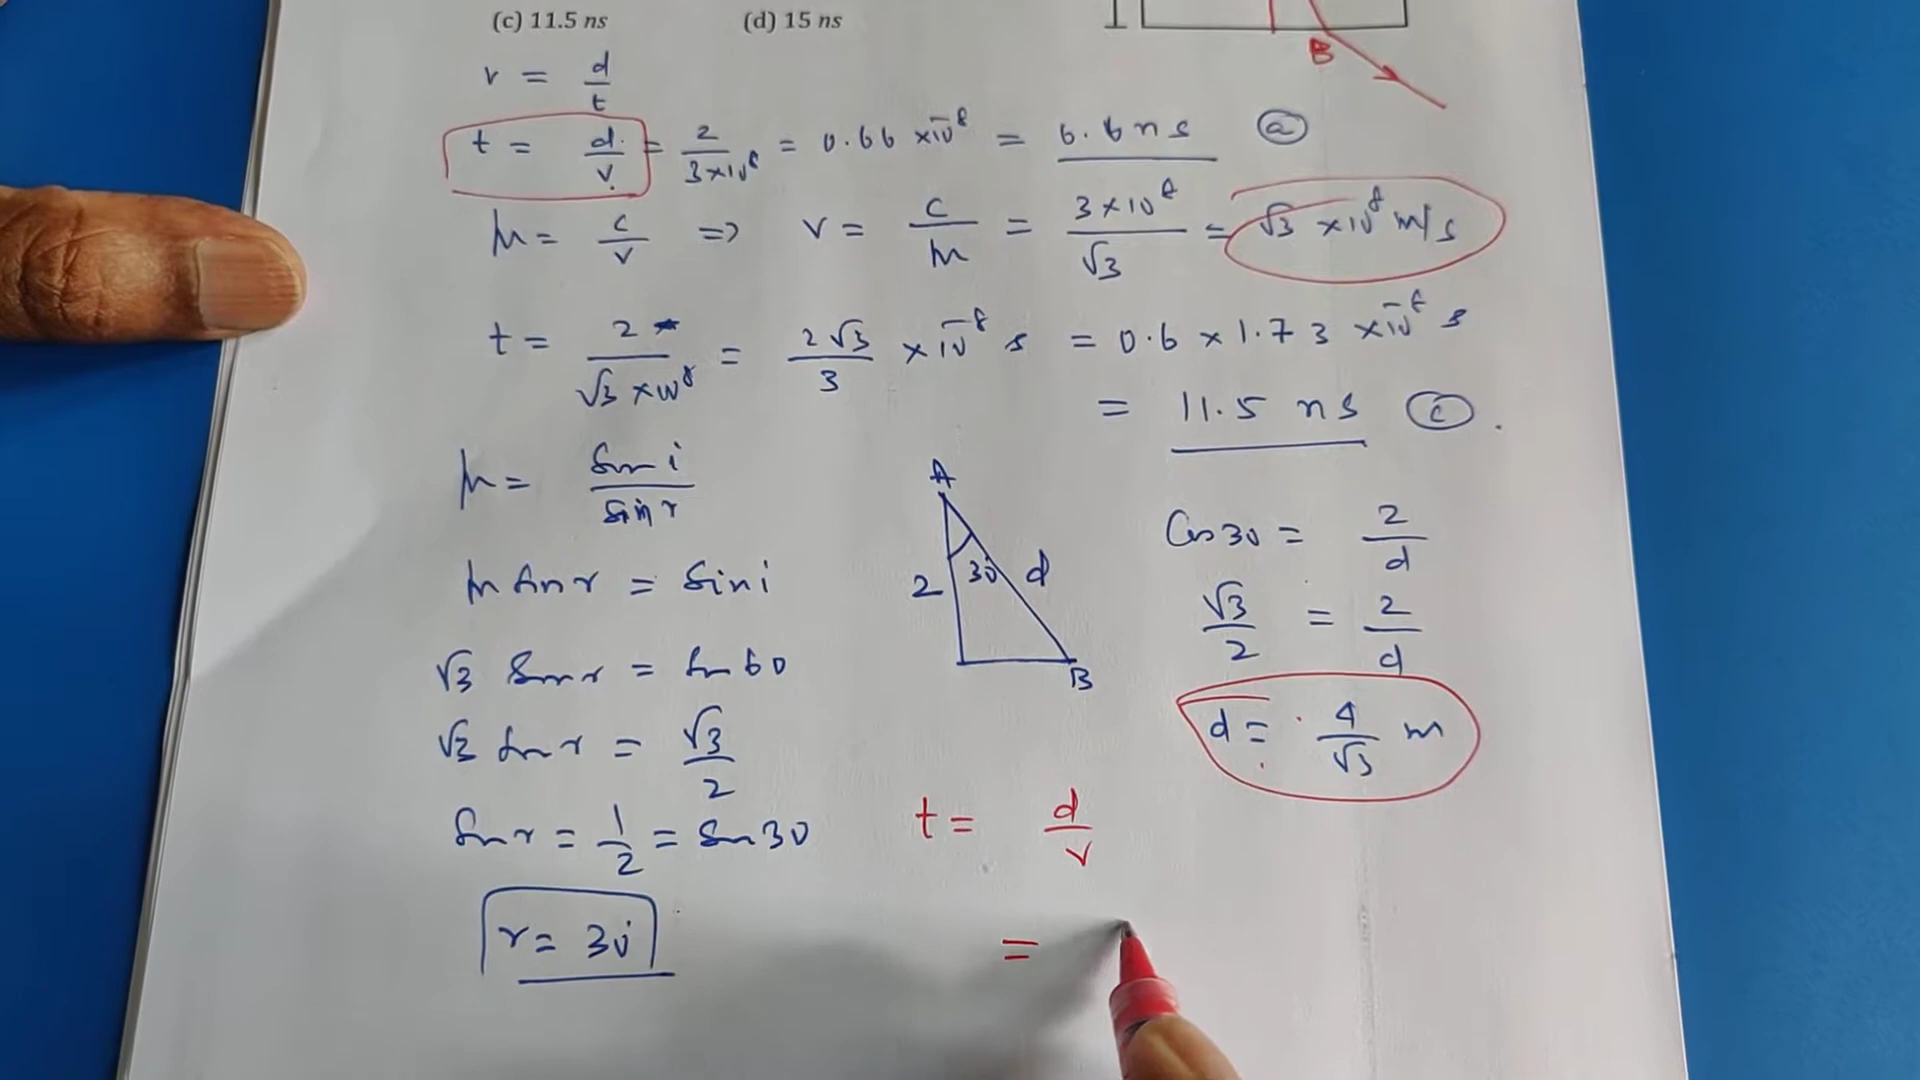 (c) 11.5 ns (d) 15 ns
B
v = d/t
t = d/v = 2/3×10⁸ = 0.66 ×10⁻⁸ = 6.6 ns (a)
μ = c/v => v = c/μ = 3×10⁸/√3 = √3 ×10⁸ m/s
t = 2/√3 ×10⁸ = 2√3/3 ×10⁻⁸ s = 0.6 × 1.73 ×10⁻⁸ s
= 11.5 ns (c).
μ = Sin i/Sin r
μ Sin r = Sin i
√3 Sin r = Sin 60
√3 Sin r = √3/2
Sin r = 1/2 = Sin 30
r = 30°
A
2 30° d
B
Cos 30 = 2/d
√3/2 = 2/d
d = 4/√3 m
t = d/v
=